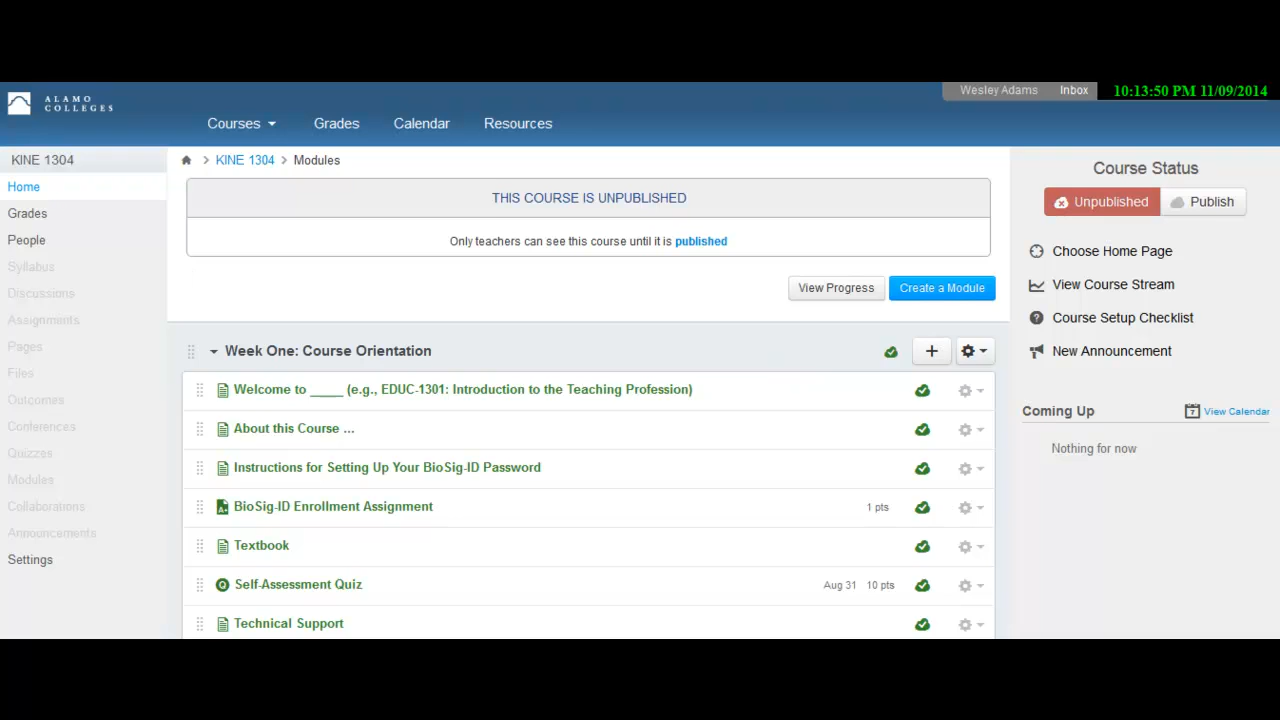 ALAMO
COLLEGES
Wesley Adams Inbox
10:13:50 PM 11/09/2014
Courses Grades Calendar Resources
KINE 1304
Home
Grades
People
Syllabus
Discussions
Assignments
Pages
Files
Outcomes
Conferences
Quizzes
Modules
Collaborations
Announcements
Settings
KINE 1304 > Modules
THIS COURSE IS UNPUBLISHED
Only teachers can see this course until it is published
View Progress Create a Module
Week One: Course Orientation
Welcome to _____ (e.g., EDUC-1301: Introduction to the Teaching Profession)
About this Course ...
Instructions for Setting Up Your BioSig-ID Password
BioSig-ID Enrollment Assignment 1 pts
Textbook
Self-Assessment Quiz Aug 31 10 pts
Technical Support
Course Status
Unpublished Publish
Choose Home Page
View Course Stream
Course Setup Checklist
New Announcement
Coming Up 7 View Calendar
Nothing for now